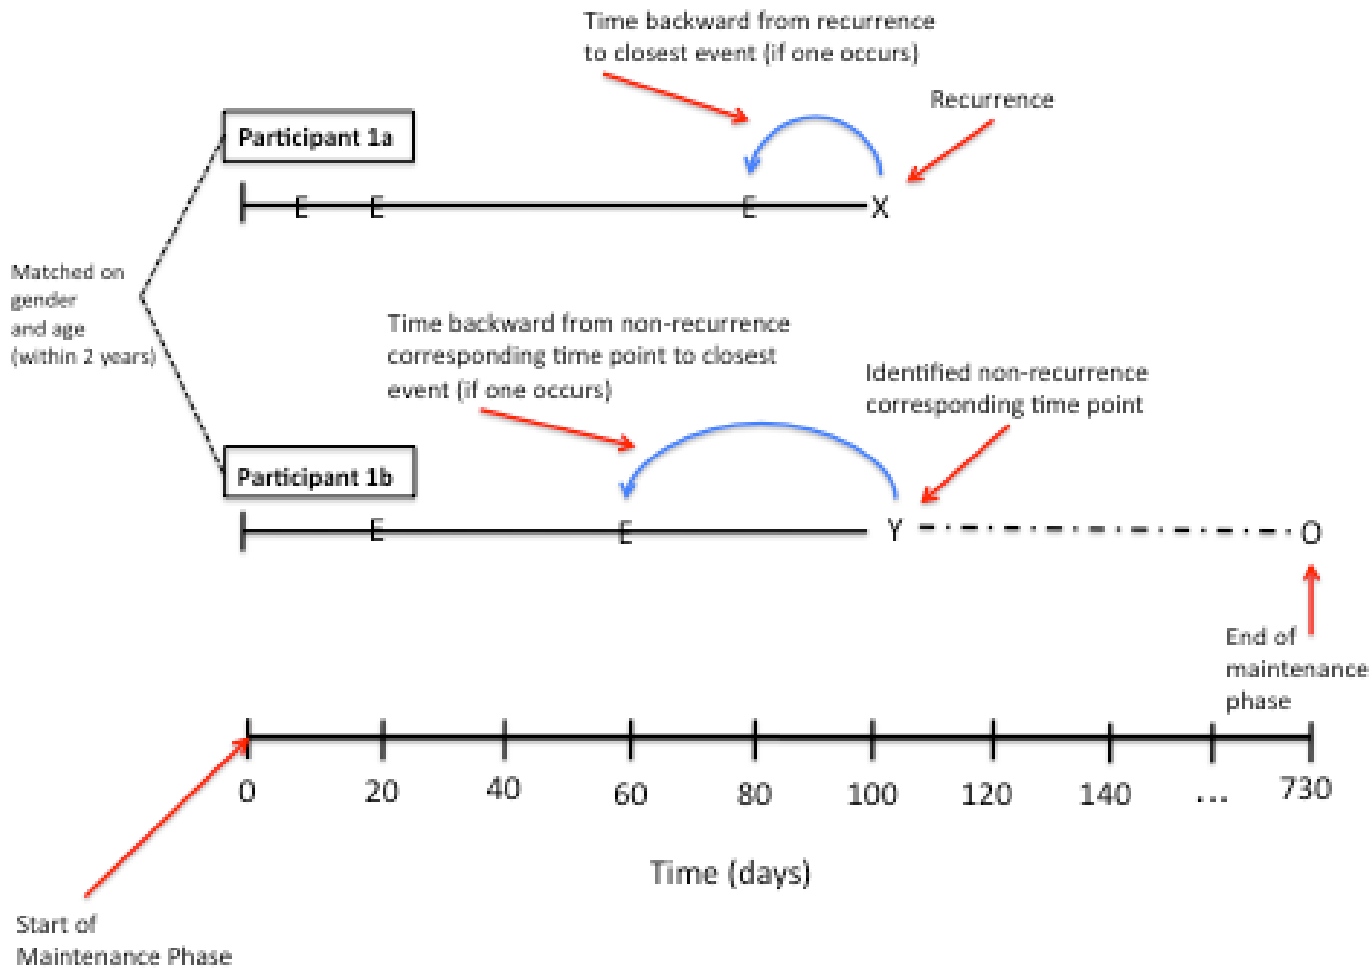 Time backward from recurrence
to closest event (if one occurs)
Recurrence
Participant 1a
E E E X
Matched on
gender
and age
(within 2 years)
Time backward from non-recurrence
corresponding time point to closest
event (if one occurs)
Identified non-recurrence
corresponding time point
Participant 1b
E E Y O
End of
maintenance
phase
0 20 40 60 80 100 120 140 ... 730
Time (days)
Start of
Maintenance Phase